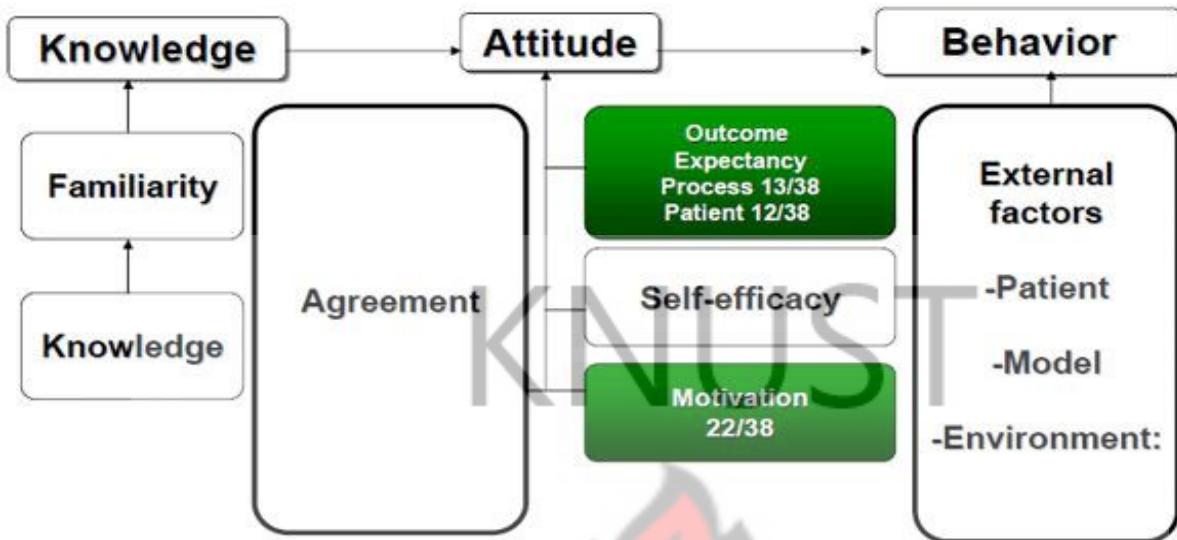 Knowledge
Attitude
Behavior
Familiarity
Knowledge
Agreement
Outcome
Expectancy
Process 13/38
Patient 12/38
Self-efficacy
Motivation
22/38
External
factors
-Patient
-Model
-Environment:
KNUST